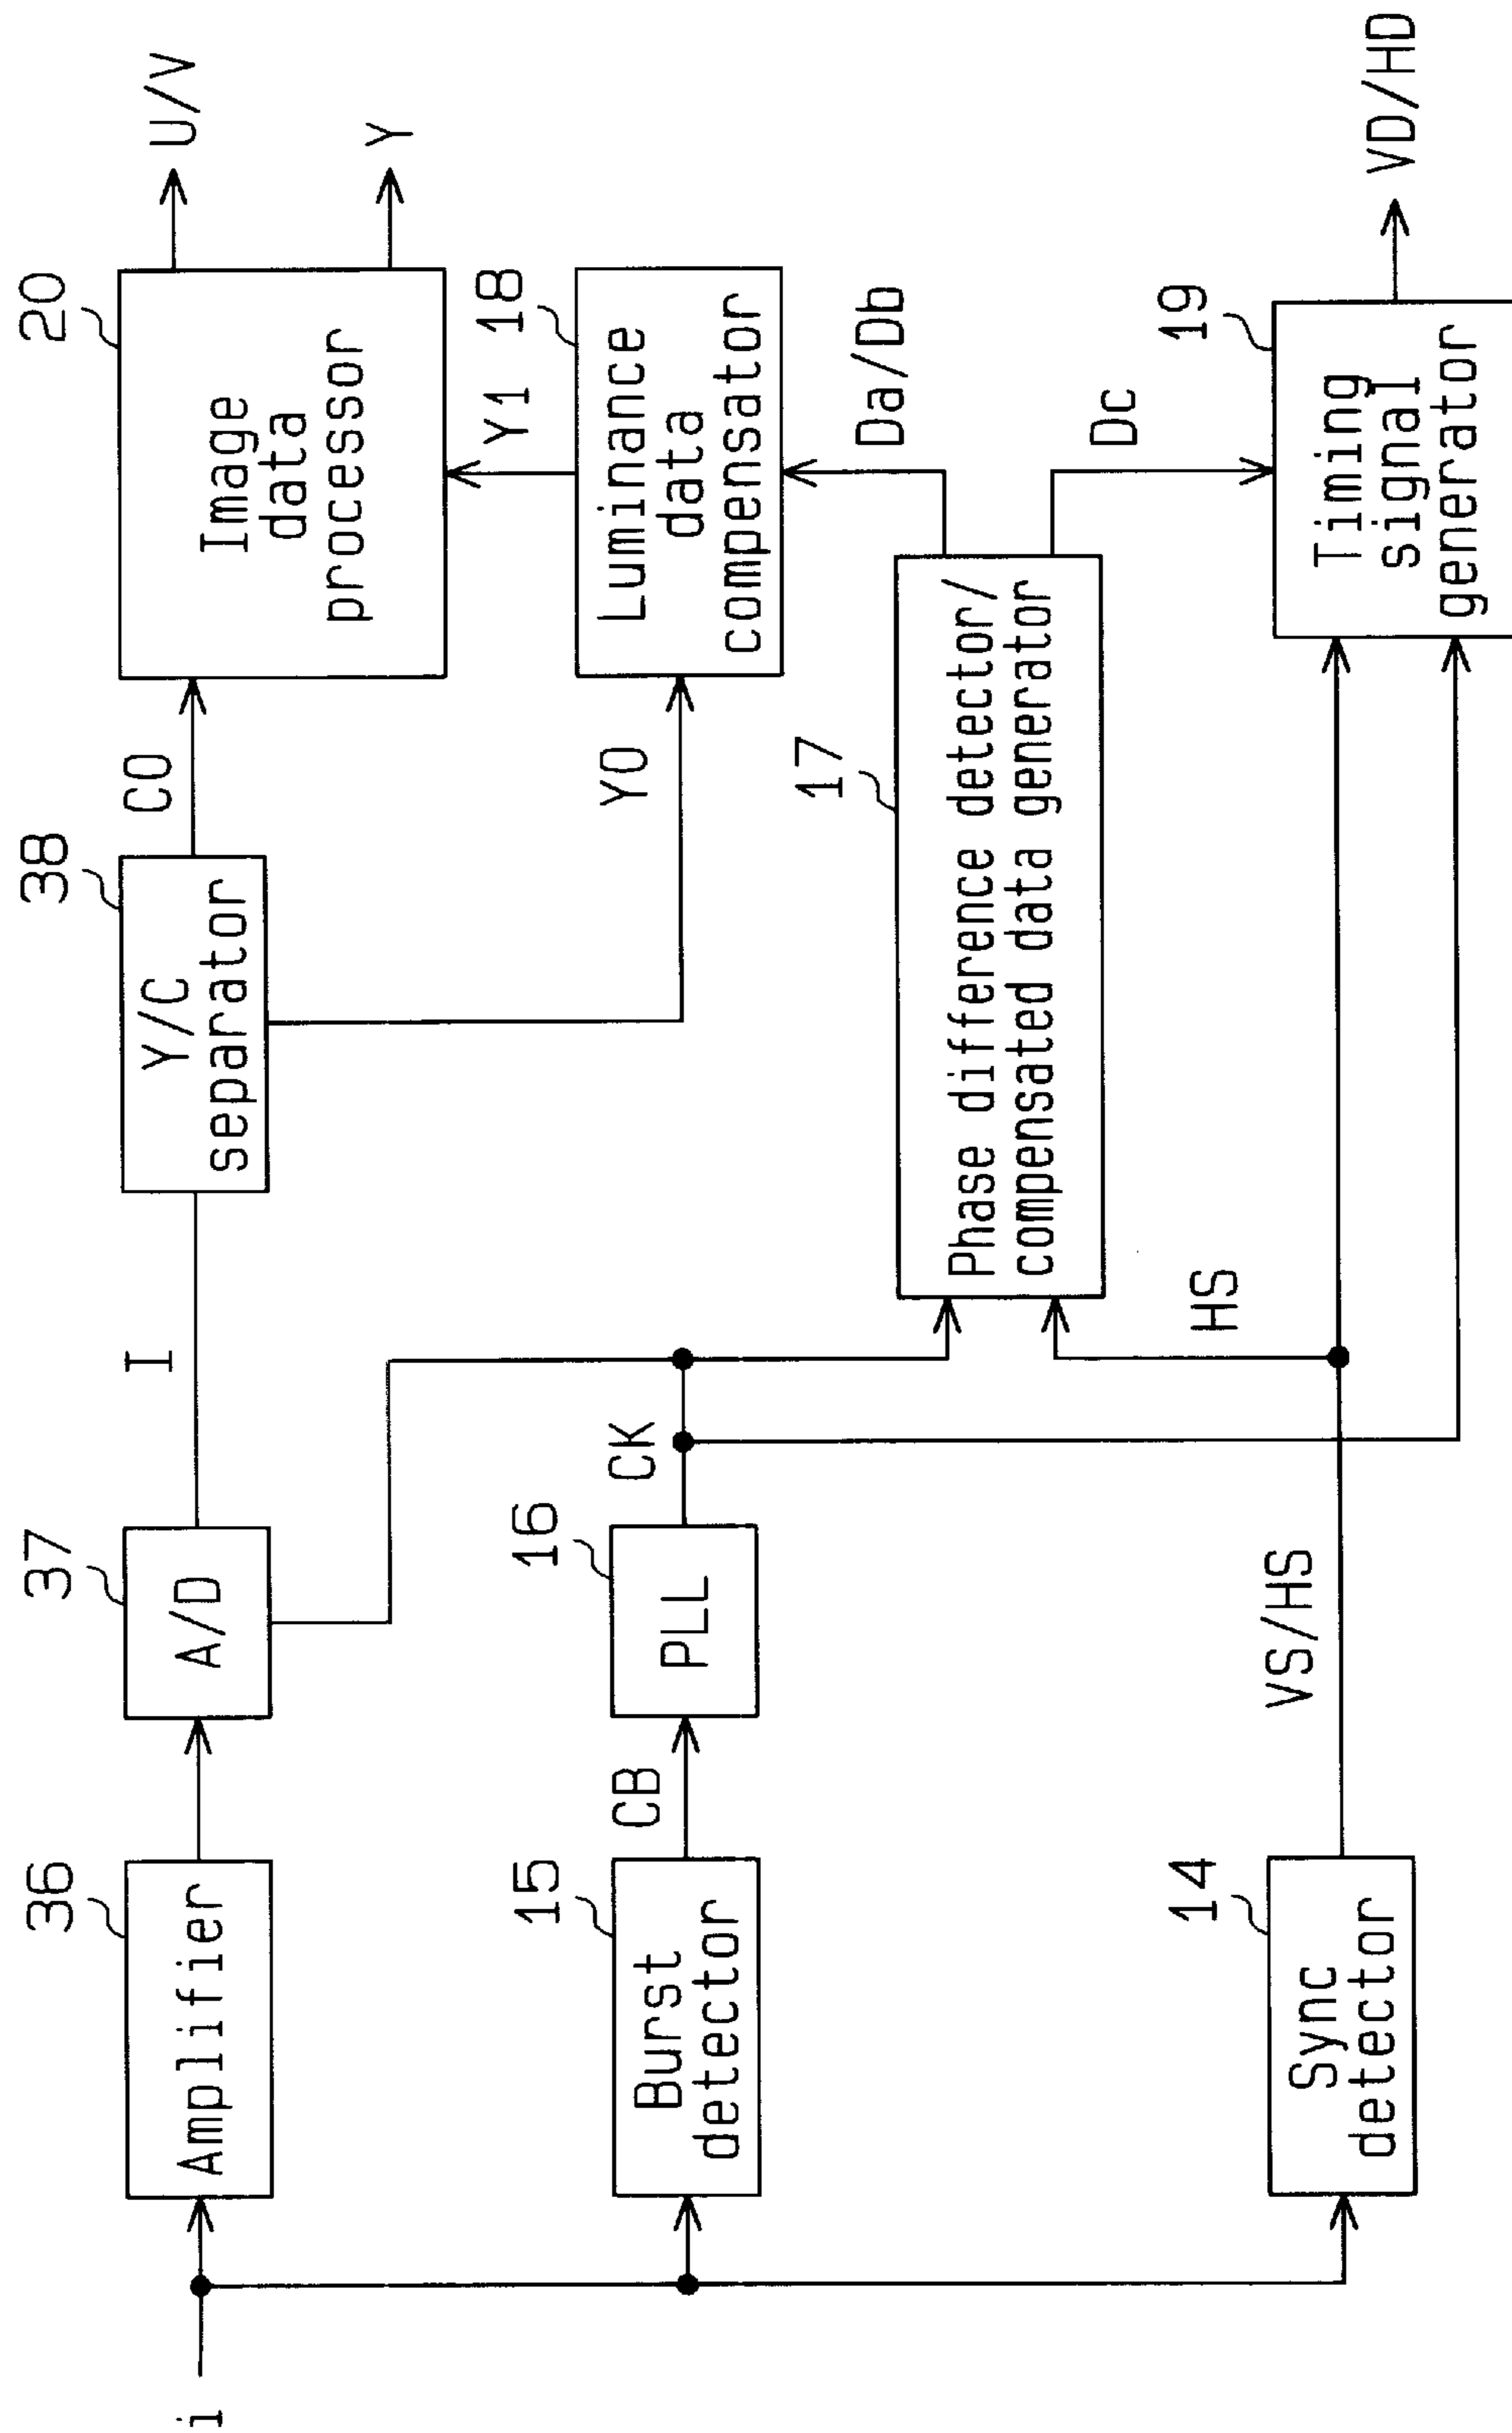 i
36
Amplifier
37
A/D
I
38
Y/C
separator
C0
20
Image
data
processor
U/V
Y
Y0
Y1
18
Luminance
data
compensator
15
Burst
detector
CB
16
PLL
CK
17
Phase difference detector/
compensated data generator
Da/Db
Dc
HS
14
Sync
detector
VS/HS
19
Timing
signal
generator
VD/HD